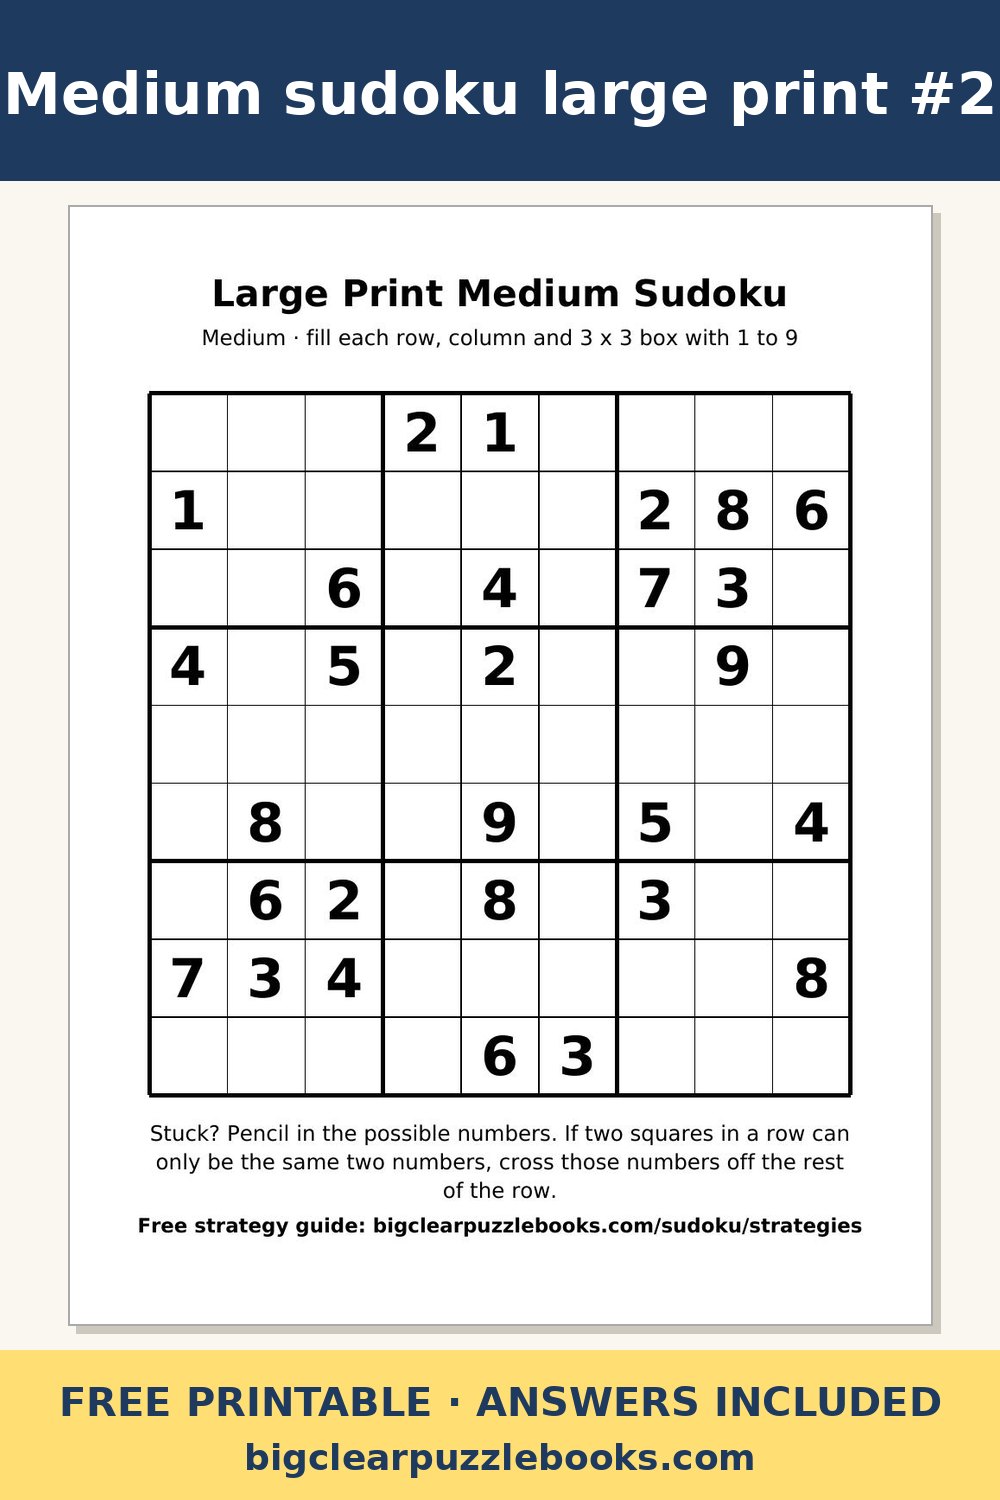 Medium sudoku large print #2
Large Print Medium Sudoku
Medium · fill each row, column and 3 x 3 box with 1 to 9
2 1
1 2 8 6
6 4 7 3
4 5 2 9
8 9 5 4
6 2 8 3
7 3 4 8
6 3
Stuck? Pencil in the possible numbers. If two squares in a row can
only be the same two numbers, cross those numbers off the rest
of the row.
Free strategy guide: bigclearpuzzlebooks.com/sudoku/strategies
FREE PRINTABLE · ANSWERS INCLUDED
bigclearpuzzlebooks.com